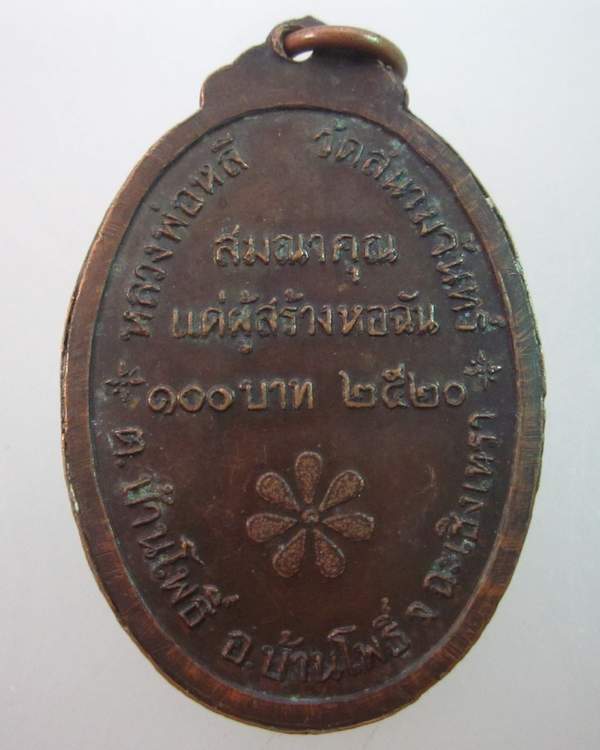 หลวงพ่อหลี วัดสนามจันทร์
สมณาคุณ
แด่ผู้สร้างหอฉัน
๑๐๐ บาท ๒๕๒๐
ต.บ้านโพธิ์ อ.บ้านโพธิ์ จ ฉะเชิงเทรา